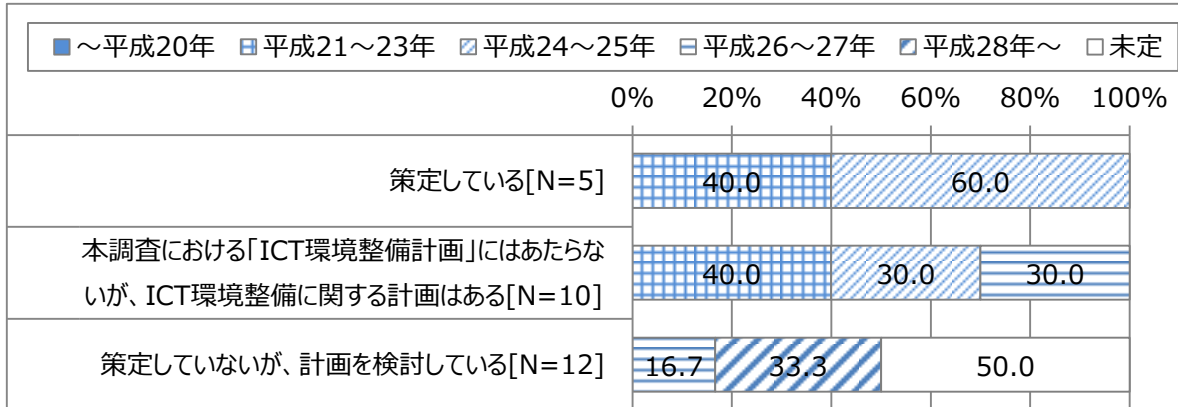 ～平成20年 平成21～23年 平成24～25年 平成26～27年 平成28年～ 未定
0% 20% 40% 60% 80% 100%
策定している[N=5] 40.0 60.0
本調査における「ICT環境整備計画」にはあたらな
いが、ICT環境整備に関する計画はある[N=10] 40.0 30.0 30.0
策定していないが、計画を検討している[N=12] 16.7 33.3 50.0